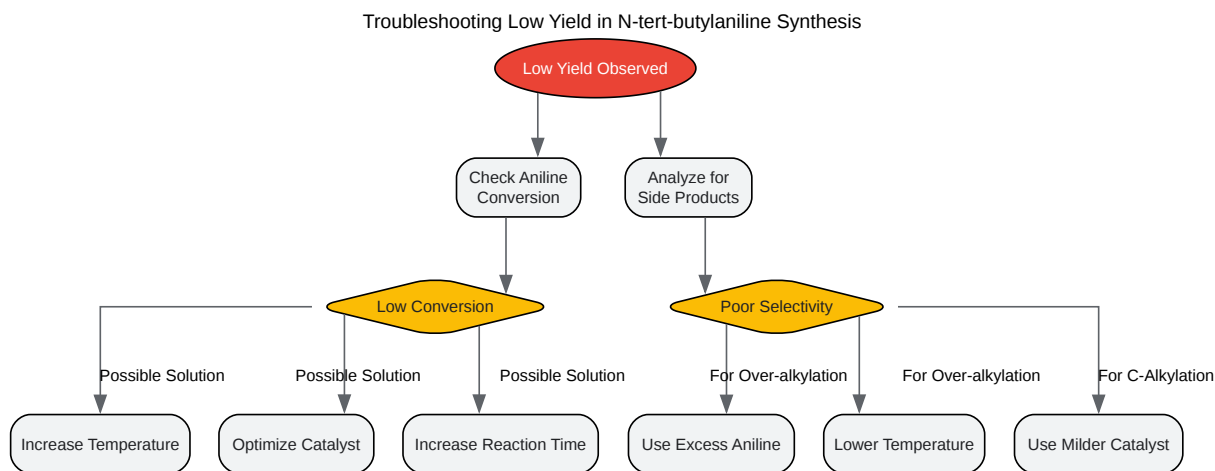 Troubleshooting Low Yield in N-tert-butylaniline Synthesis
Low Yield Observed
Check Aniline
Conversion
Analyze for
Side Products
Low Conversion
Poor Selectivity
Possible Solution
Possible Solution
Possible Solution
For Over-alkylation
For Over-alkylation
For C-Alkylation
Increase Temperature
Optimize Catalyst
Increase Reaction Time
Use Excess Aniline
Lower Temperature
Use Milder Catalyst